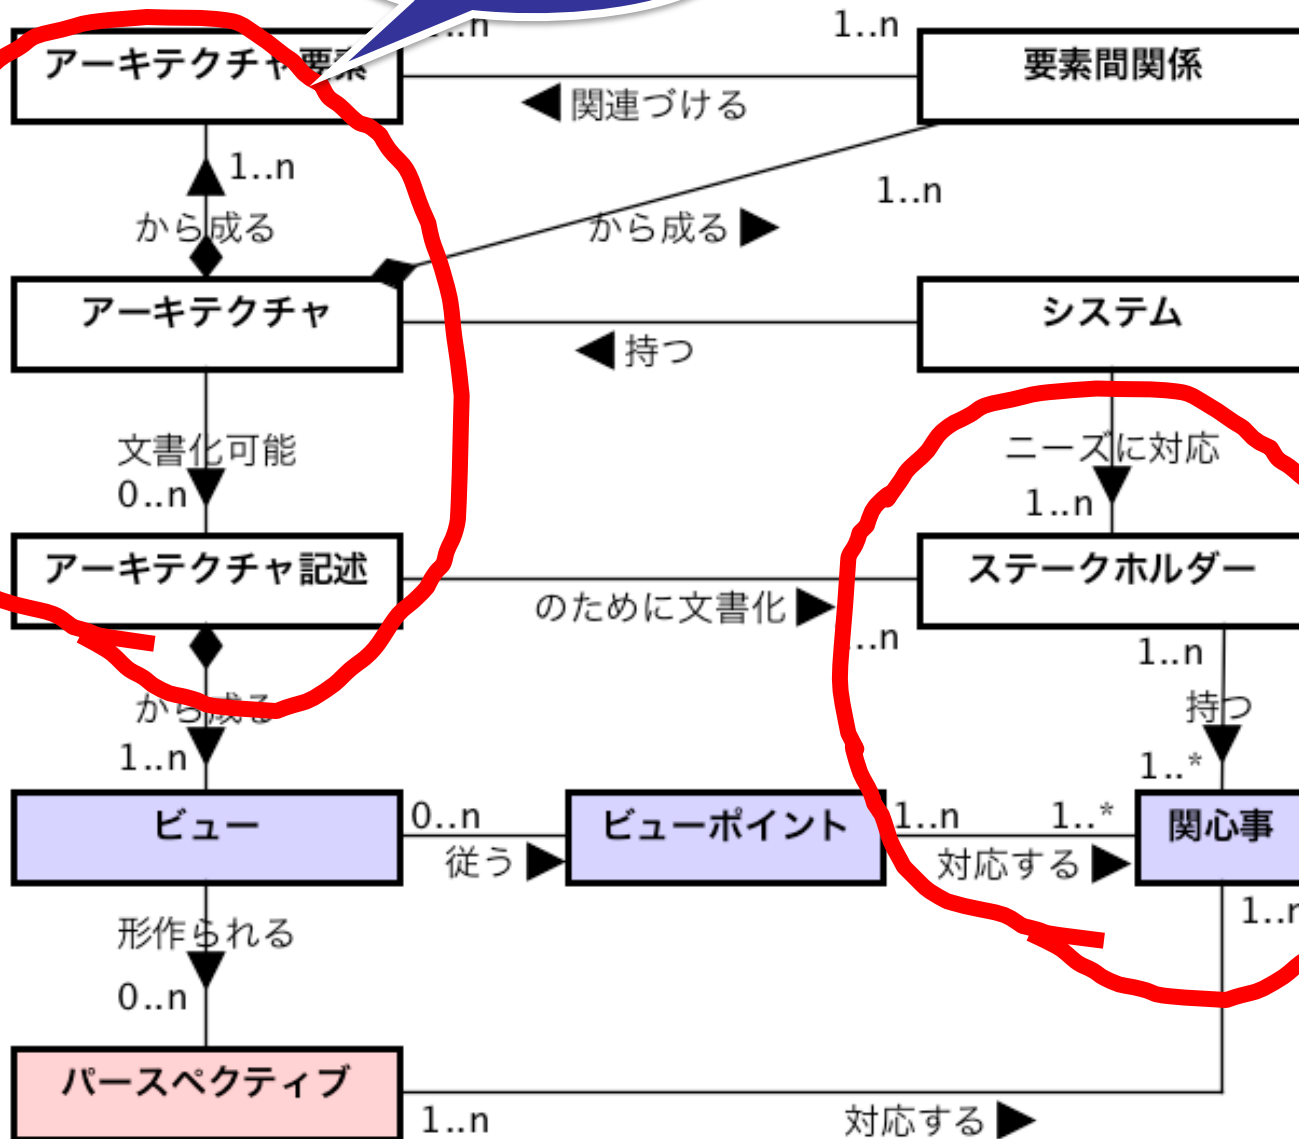 1..n
アーキテクチャ要素
要素間関係
関連づける
1..n
1..n
から成る
から成る
アーキテクチャ
システム
持つ
文書化可能
ニーズに対応
0..n
1..n
アーキテクチャ記述
ステークホルダー
のために文書化
..n
1..n
から成る
持つ
1..n
1..*
ビュー
0..n
ビューポイント
1..n
1..*
関心事
従う
対応する
形作られる
1..n
0..n
パースペクティブ
1..n
対応する